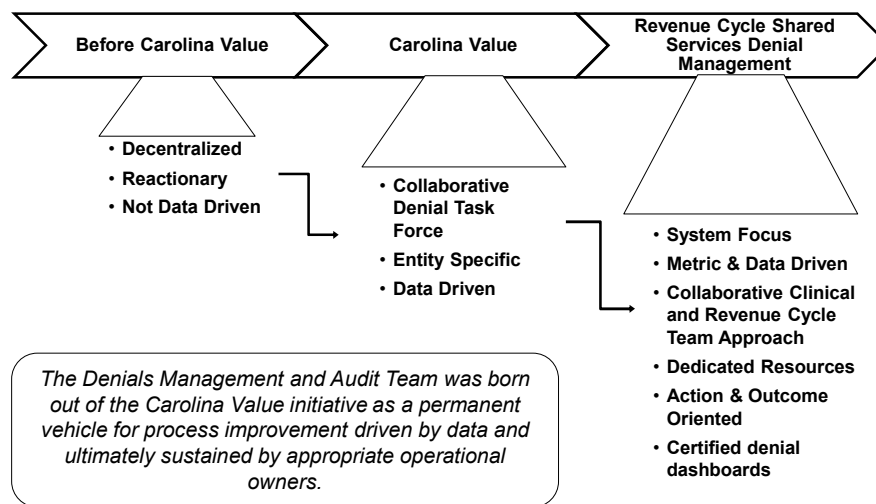 Before Carolina Value
Carolina Value
Revenue Cycle Shared
Services Denial
Management
• Decentralized
• Reactionary
• Not Data Driven
• Collaborative
Denial Task
Force
• Entity Specific
• Data Driven
• System Focus
• Metric & Data Driven
• Collaborative Clinical
and Revenue Cycle
Team Approach
• Dedicated Resources
• Action & Outcome
Oriented
• Certified denial
dashboards
The Denials Management and Audit Team was born
out of the Carolina Value initiative as a permanent
vehicle for process improvement driven by data and
ultimately sustained by appropriate operational
owners.